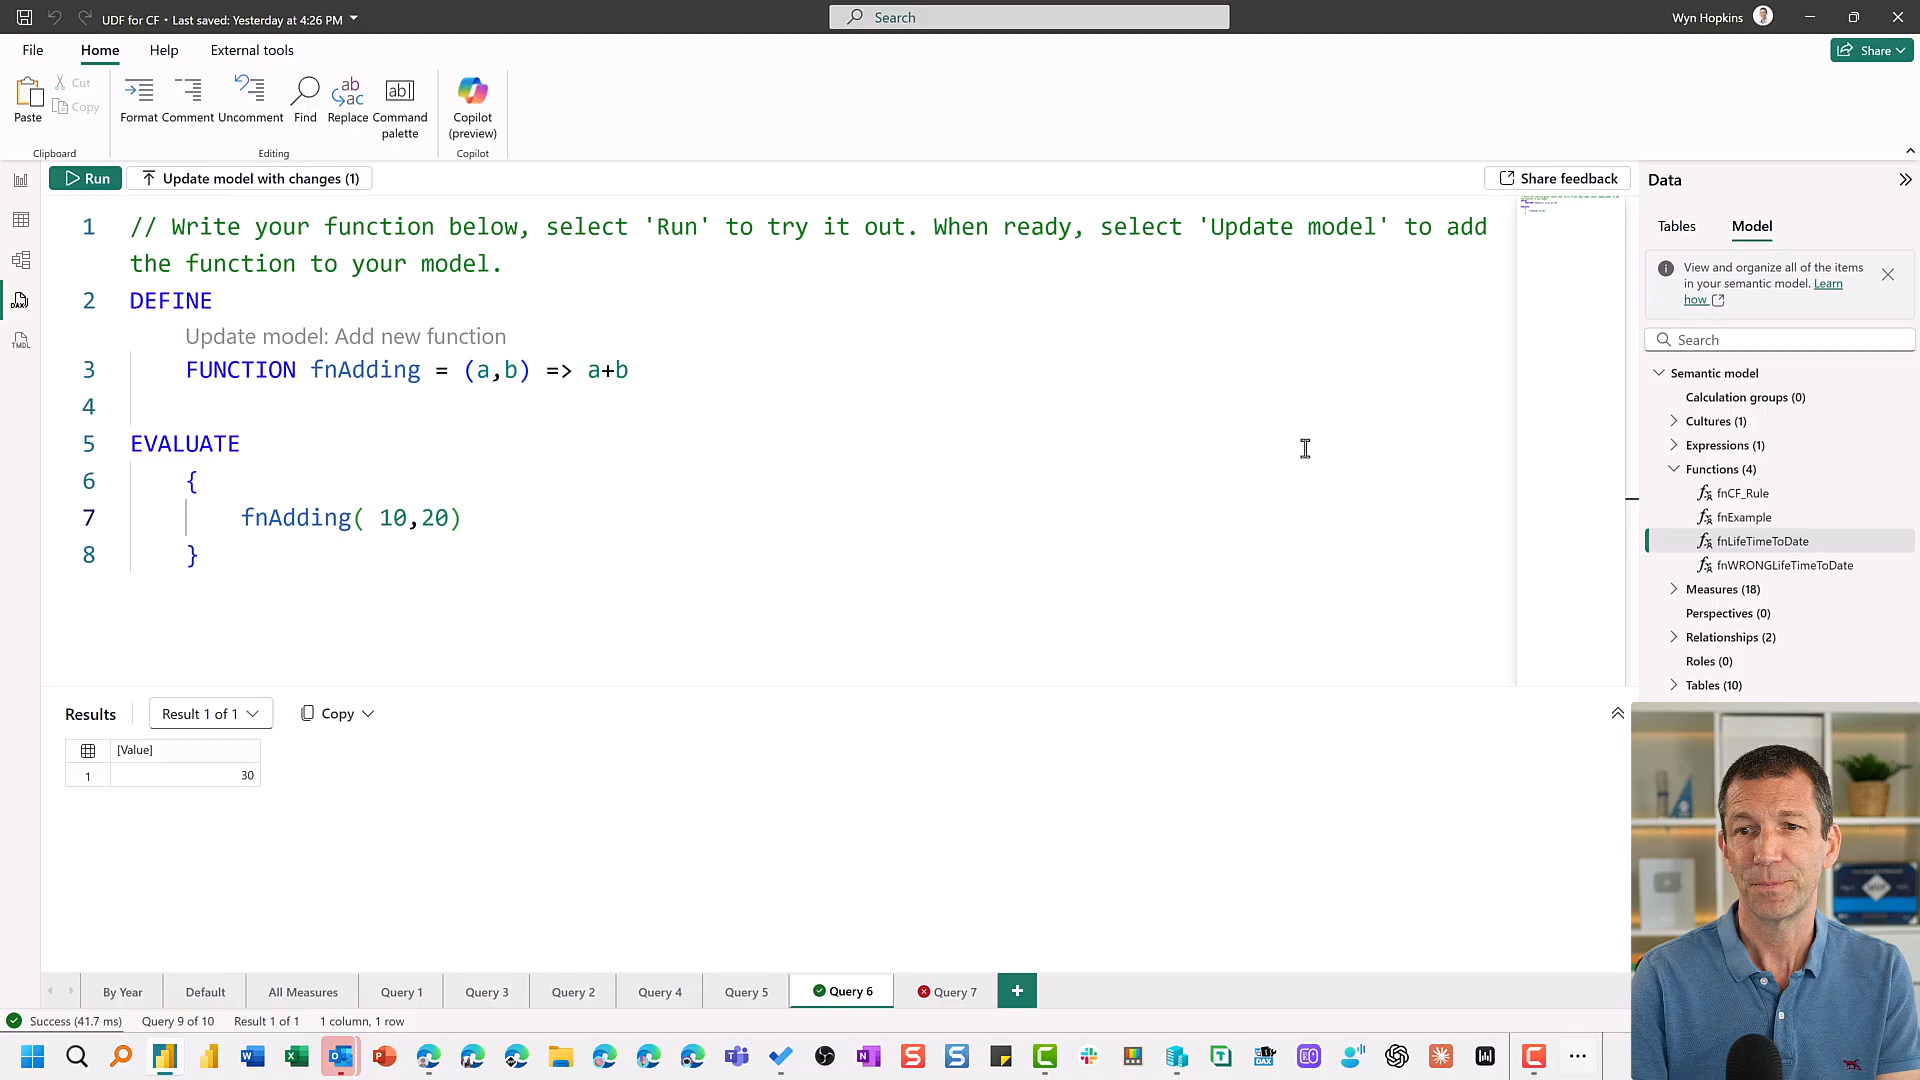 UDF for CF • Last saved: Yesterday at 4:26 PM
Search
Wyn Hopkins
File
Home
Help
External tools
Share
Paste
Cut
Copy
Format
Comment
Uncomment
Find
Replace
Command palette
Copilot (preview)
Clipboard
Editing
Copilot
Run
Update model with changes (1)
Share feedback
1 // Write your function below, select 'Run' to try it out. When ready, select 'Update model' to add
the function to your model.
2 DEFINE
Update model: Add new function
3 FUNCTION fnAdding = (a,b) => a+b
4
5 EVALUATE
6 {
7 fnAdding( 10,20)
8 }
Data
Tables
Model
View and organize all of the items
in your semantic model. Learn
how
Search
Semantic model
Calculation groups (0)
Cultures (1)
Expressions (1)
Functions (4)
fnCF_Rule
fnExample
fnLifeTimeToDate
fnWRONGLifeTimeToDate
Measures (18)
Perspectives (0)
Relationships (2)
Roles (0)
Tables (10)
Results
Result 1 of 1
Copy
[Value]
1 30
By Year
Default
All Measures
Query 1
Query 3
Query 2
Query 4
Query 5
Query 6
Query 7
Success (41.7 ms)
Query 9 of 10
Result 1 of 1
1 column, 1 row